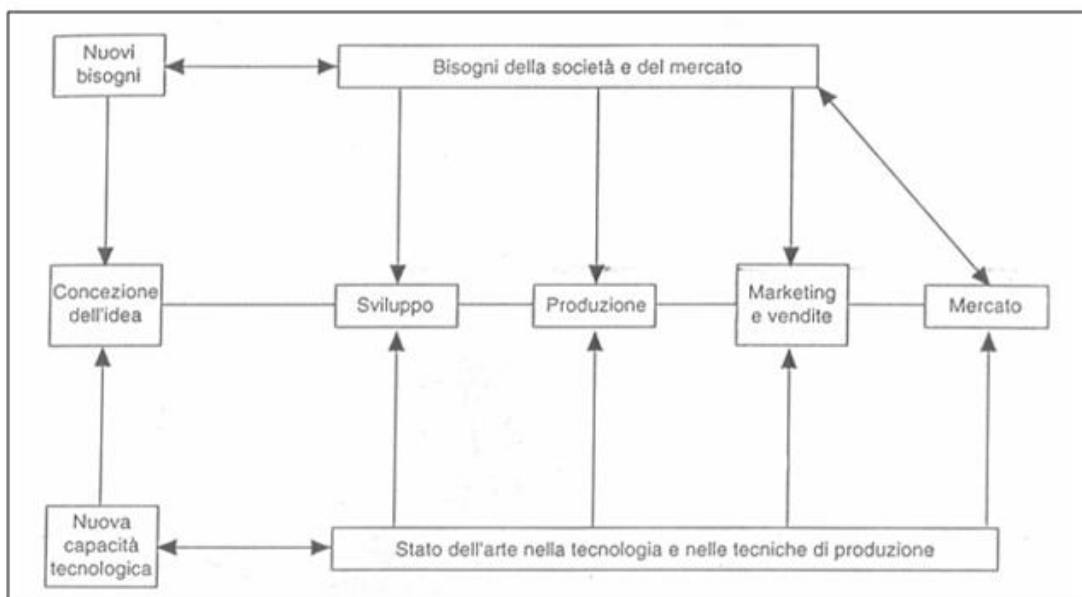 Nuovi
bisogni
Bisogni della società e del mercato
Concezione
dell'idea
Sviluppo
Produzione
Marketing
e vendite
Mercato
Nuova
capacità
tecnologica
Stato dell'arte nella tecnologia e nelle tecniche di produzione